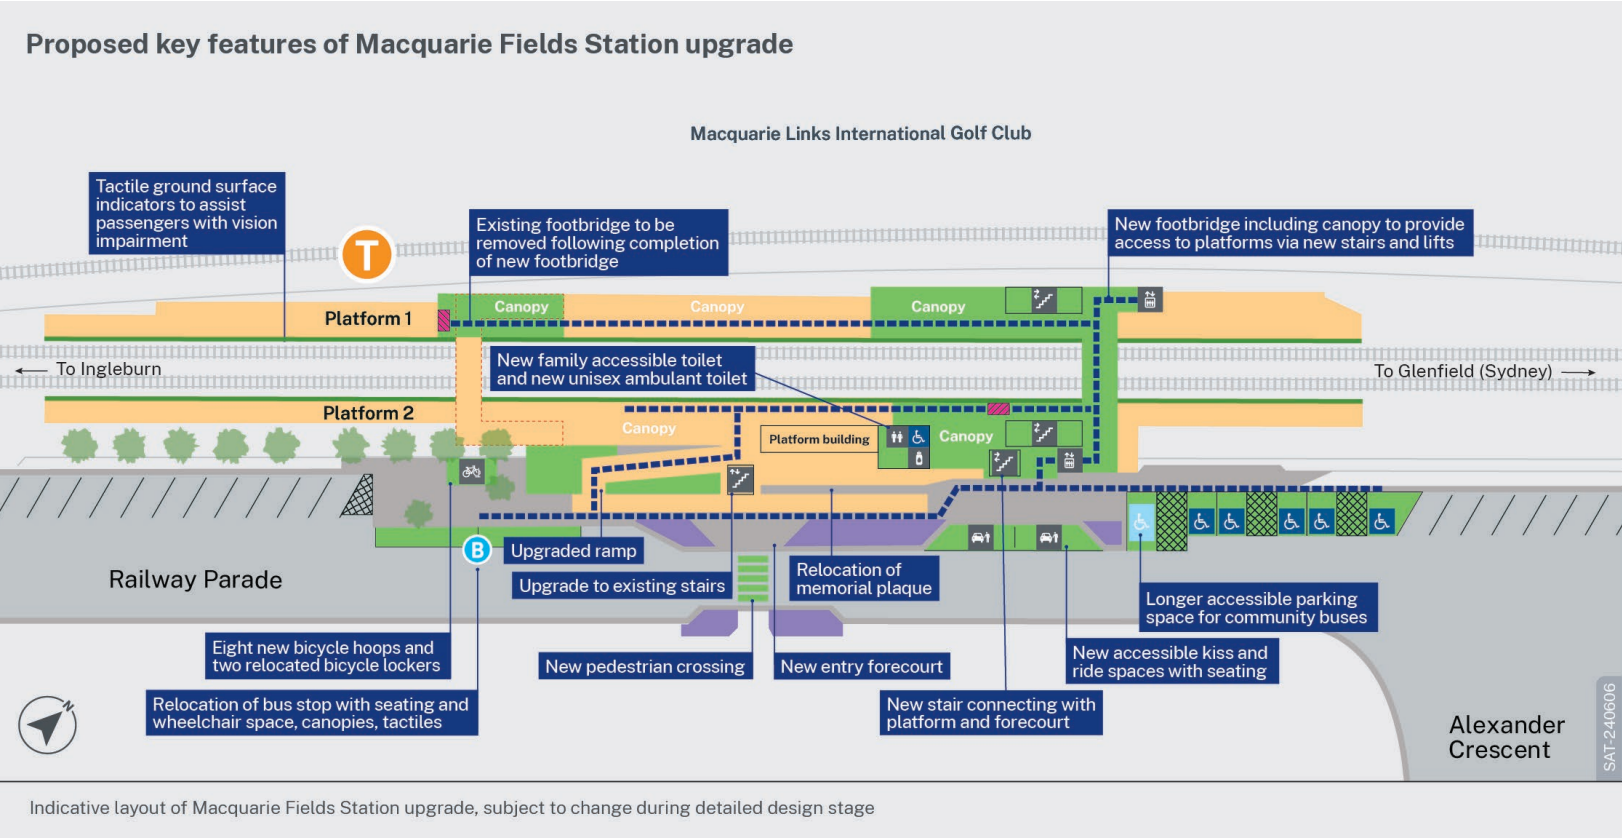 Proposed key features of Macquarie Fields Station upgrade
Macquarie Links International Golf Club
Tactile ground surface
indicators to assist
passengers with vision
impairment
T
Existing footbridge to be
removed following completion
of new footbridge
New footbridge including canopy to provide
access to platforms via new stairs and lifts
Platform 1
Canopy
Canopy
Canopy
New family accessible toilet
and new unisex ambulant toilet
To Ingleburn
To Glenfield (Sydney)
Platform 2
Canopy
Platform building
Canopy
B
Upgraded ramp
Upgrade to existing stairs
Relocation of
memorial plaque
Railway Parade
Longer accessible parking
space for community buses
Eight new bicycle hoops and
two relocated bicycle lockers
New pedestrian crossing
New entry forecourt
New accessible kiss and
ride spaces with seating
Relocation of bus stop with seating and
wheelchair space, canopies, tactiles
New stair connecting with
platform and forecourt
N
Alexander
Crescent
SAT-240606
Indicative layout of Macquarie Fields Station upgrade, subject to change during detailed design stage